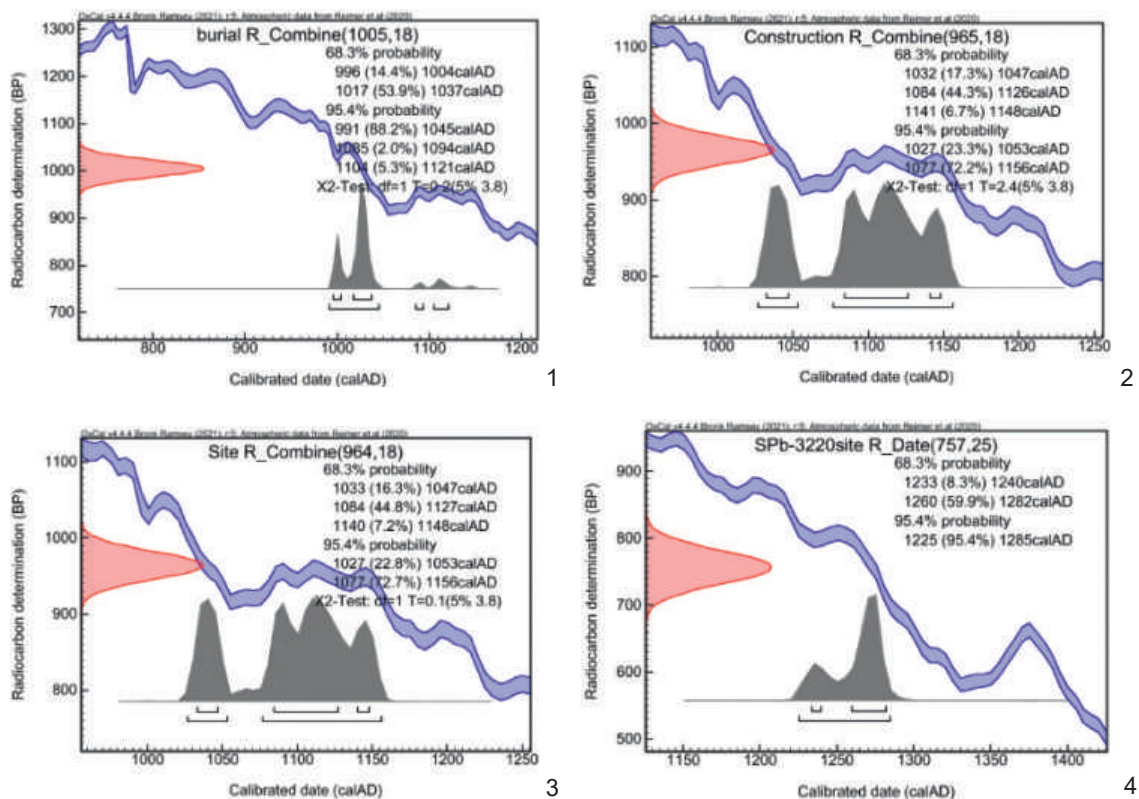 OxCal v4.4.4 Bronk Ramsey (2021); r:5; Atmospheric data from Reimer et al (2020)
burial R_Combine(1005,18)
68.3% probability
996 (14.4%) 1004calAD
1017 (53.9%) 1037calAD
95.4% probability
991 (88.2%) 1045calAD
1085 (2.0%) 1094calAD
1104 (5.3%) 1121calAD
X2-Test: df=1 T=0.2(5% 3.8)
Radiocarbon determination (BP)
1300
1200
1100
1000
900
800
700
800 900 1000 1100 1200
Calibrated date (calAD)
1
OxCal v4.4.4 Bronk Ramsey (2021); r:5; Atmospheric data from Reimer et al (2020)
Construction R_Combine(965,18)
68.3% probability
1032 (17.3%) 1047calAD
1084 (44.3%) 1126calAD
1141 (6.7%) 1148calAD
95.4% probability
1027 (23.3%) 1053calAD
1077 (72.2%) 1156calAD
X2-Test: df=1 T=2.4(5% 3.8)
Radiocarbon determination (BP)
1100
1000
900
800
1000 1050 1100 1150 1200 1250
Calibrated date (calAD)
2
OxCal v4.4.4 Bronk Ramsey (2021); r:5; Atmospheric data from Reimer et al (2020)
Site R_Combine(964,18)
68.3% probability
1033 (16.3%) 1047calAD
1084 (44.8%) 1127calAD
1140 (7.2%) 1148calAD
95.4% probability
1027 (22.8%) 1053calAD
1077 (72.7%) 1156calAD
X2-Test: df=1 T=0.1(5% 3.8)
Radiocarbon determination (BP)
1100
1000
900
800
1000 1050 1100 1150 1200 1250
Calibrated date (calAD)
3
OxCal v4.4.4 Bronk Ramsey (2021); r:5; Atmospheric data from Reimer et al (2020)
SPb-3220site R_Date(757,25)
68.3% probability
1233 (8.3%) 1240calAD
1260 (59.9%) 1282calAD
95.4% probability
1225 (95.4%) 1285calAD
Radiocarbon determination (BP)
900
800
700
600
500
1150 1200 1250 1300 1350 1400
Calibrated date (calAD)
4